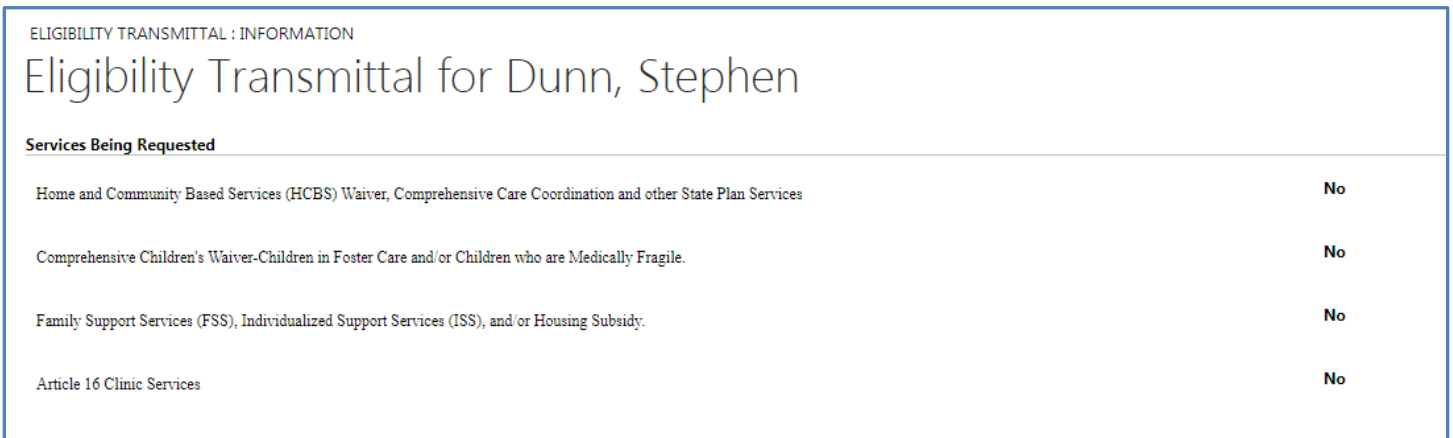 ELIGIBILITY TRANSMITTAL : INFORMATION
Eligibility Transmittal for Dunn, Stephen
Services Being Requested
Home and Community Based Services (HCBS) Waiver, Comprehensive Care Coordination and other State Plan Services No
Comprehensive Children's Waiver-Children in Foster Care and/or Children who are Medically Fragile. No
Family Support Services (FSS), Individualized Support Services (ISS), and/or Housing Subsidy. No
Article 16 Clinic Services No